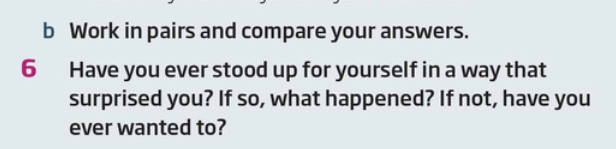 b Work in pairs and compare your answers.
6 Have you ever stood up for yourself in a way that
surprised you? If so, what happened? If not, have you
ever wanted to?